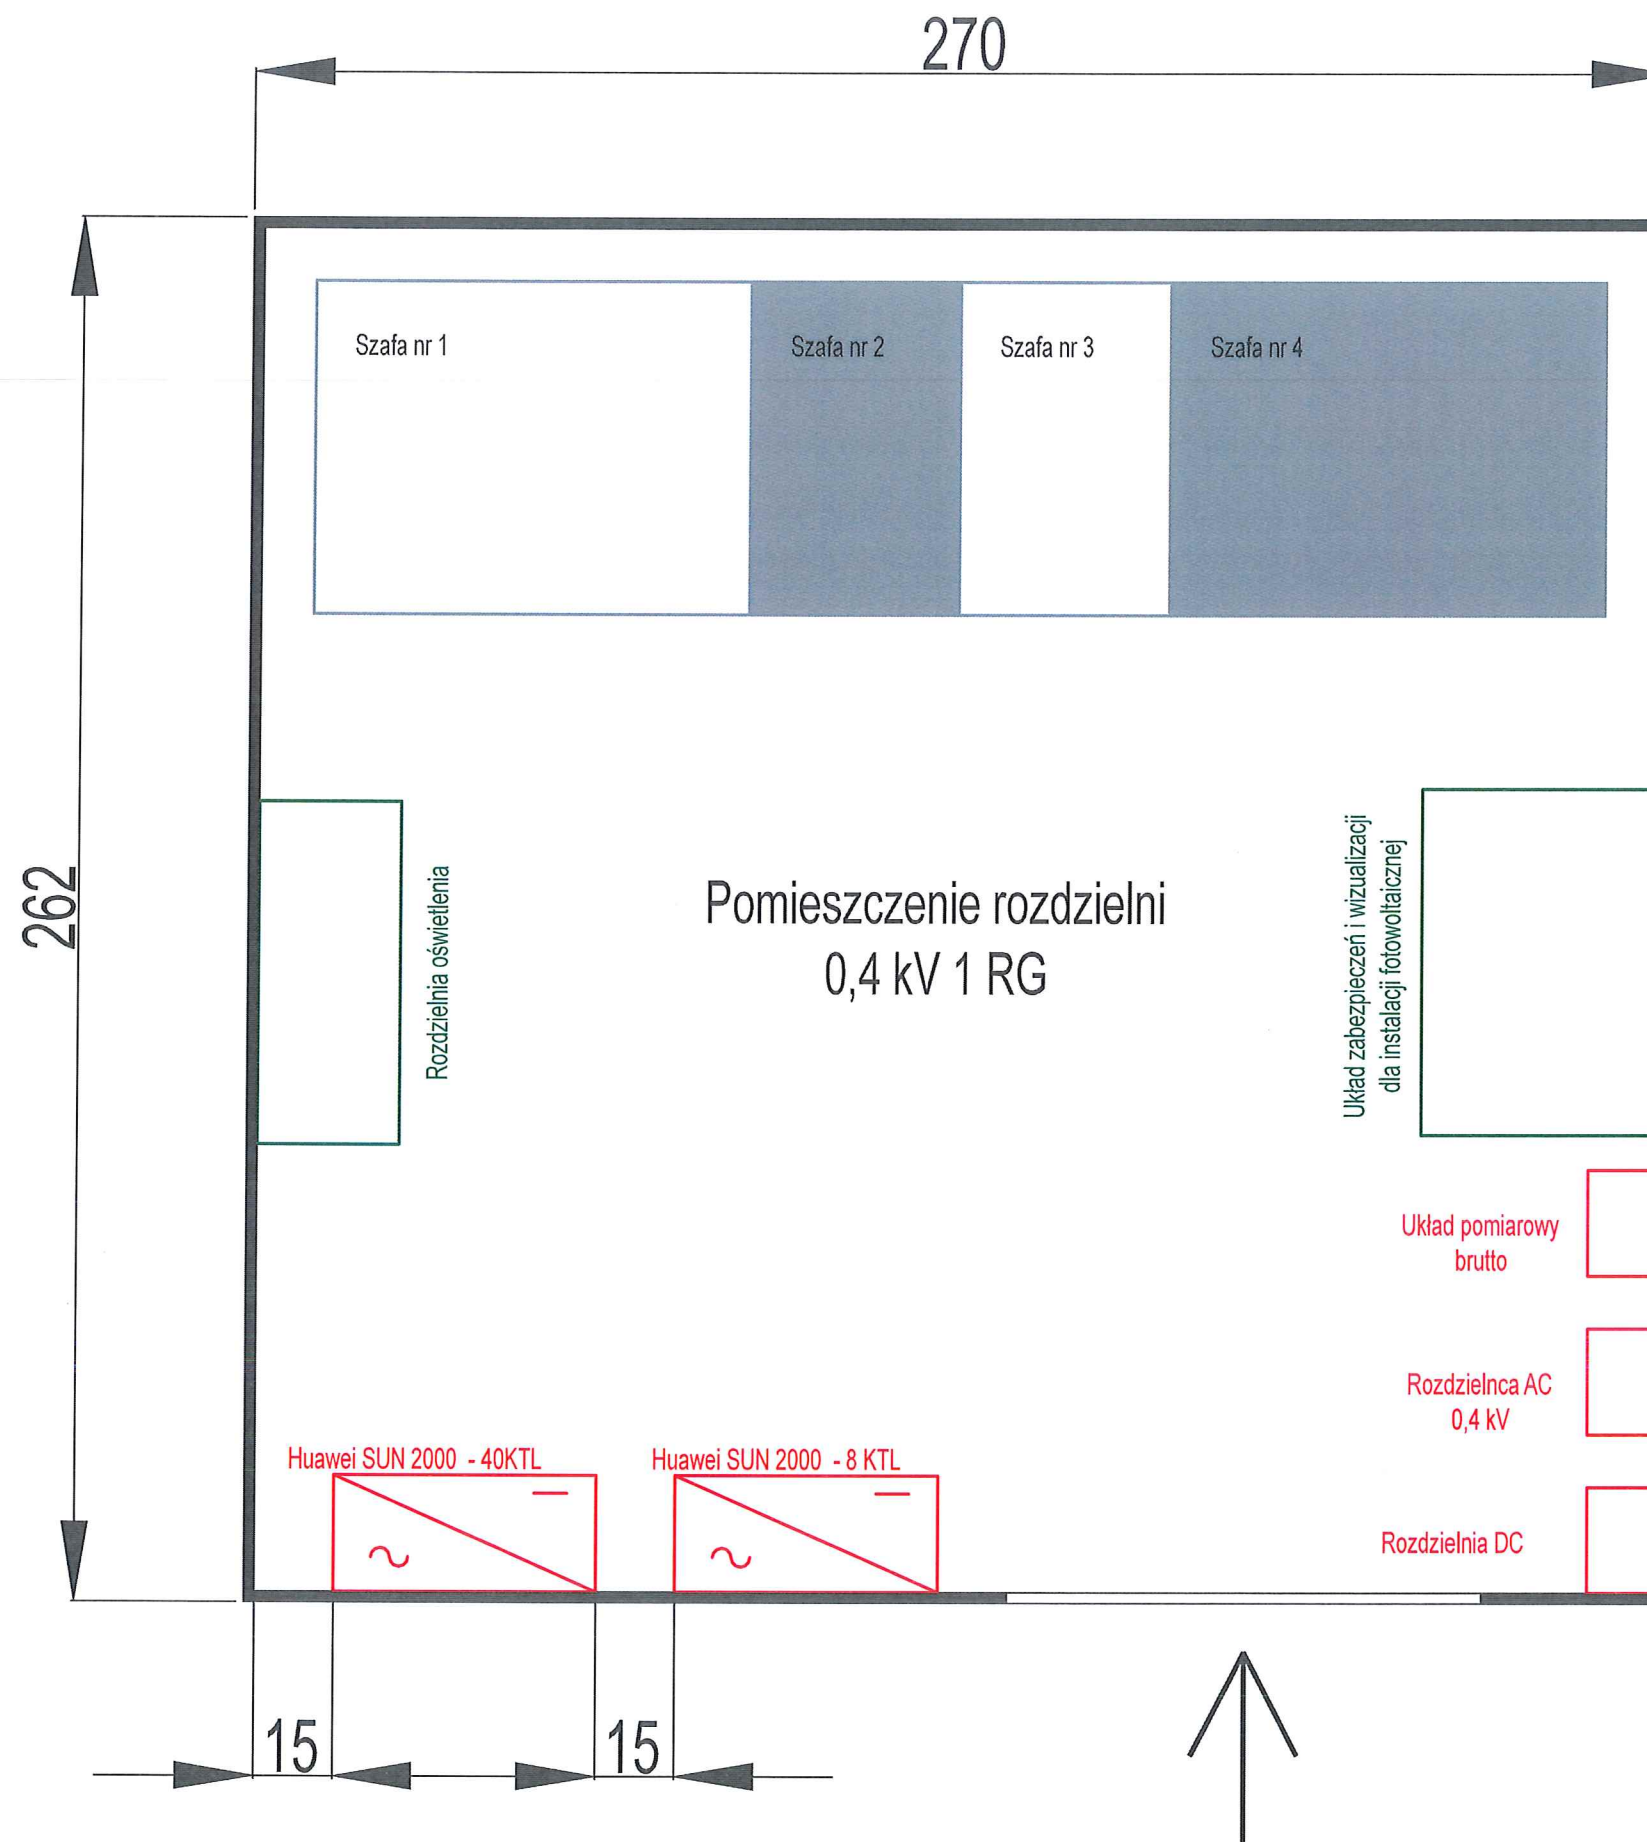 270
Szafa nr 1
Szafa nr 2
Szafa nr 3
Szafa nr 4
262
Rozdzielnia oświetlenia
Pomieszczenie rozdzielni
0,4 kV 1 RG
Układ zabezpieczeń i wizualizacji
dla instalacji fotowoltaicznej
Układ pomiarowy
brutto
Rozdzielnca AC
0,4 kV
Huawei SUN 2000 - 40KTL
Huawei SUN 2000 - 8 KTL
Rozdzielnia DC
15
15